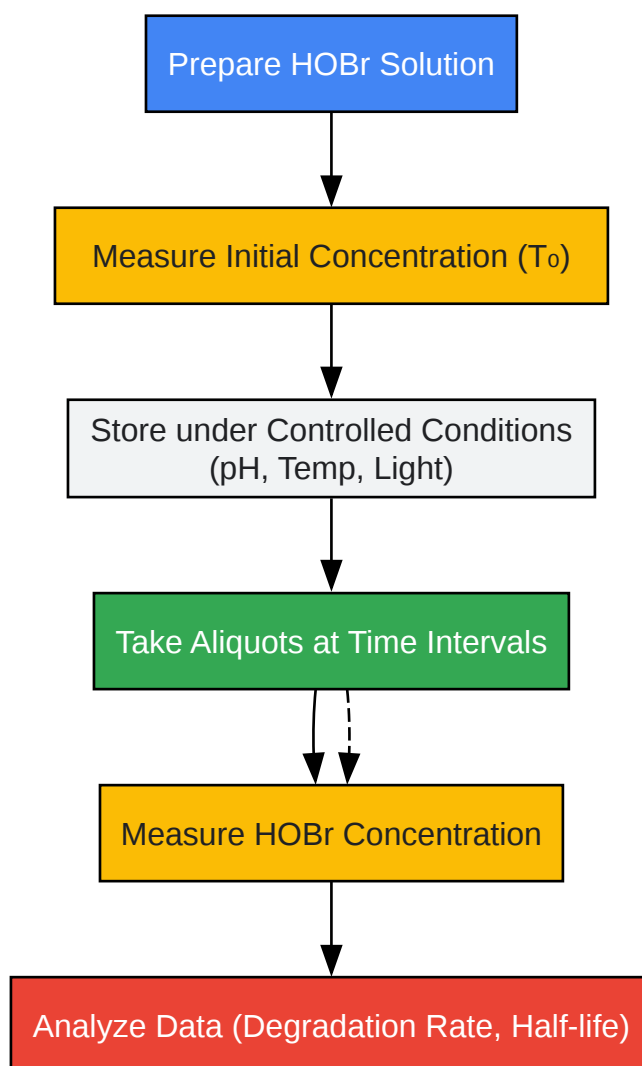 Prepare HOBr Solution
Measure Initial Concentration (T₀)
Store under Controlled Conditions
(pH, Temp, Light)
Take Aliquots at Time Intervals
Measure HOBr Concentration
Analyze Data (Degradation Rate, Half-life)